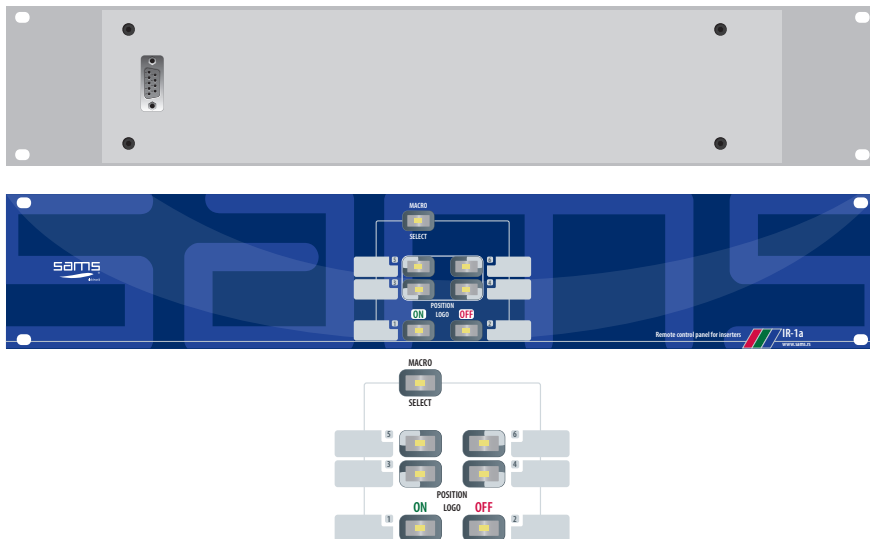 MACRO
SELECT
sams
5 6
3 4
POSITION
ON LOGO OFF
1 2
Remote control panel for inserters IR-1a
www.sams.rs
MACRO
SELECT
5 6
3 4
POSITION
ON LOGO OFF
1 2